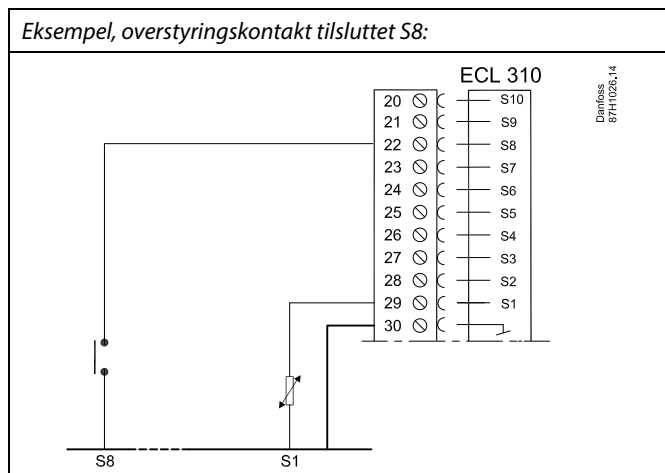 Eksempel, overstyringskontakt tilsluttet S8:
ECL 310
Danfoss
87H1026.14
20 S10
21 S9
22 S8
23 S7
24 S6
25 S5
26 S4
27 S3
28 S2
29 S1
30
S8 S1